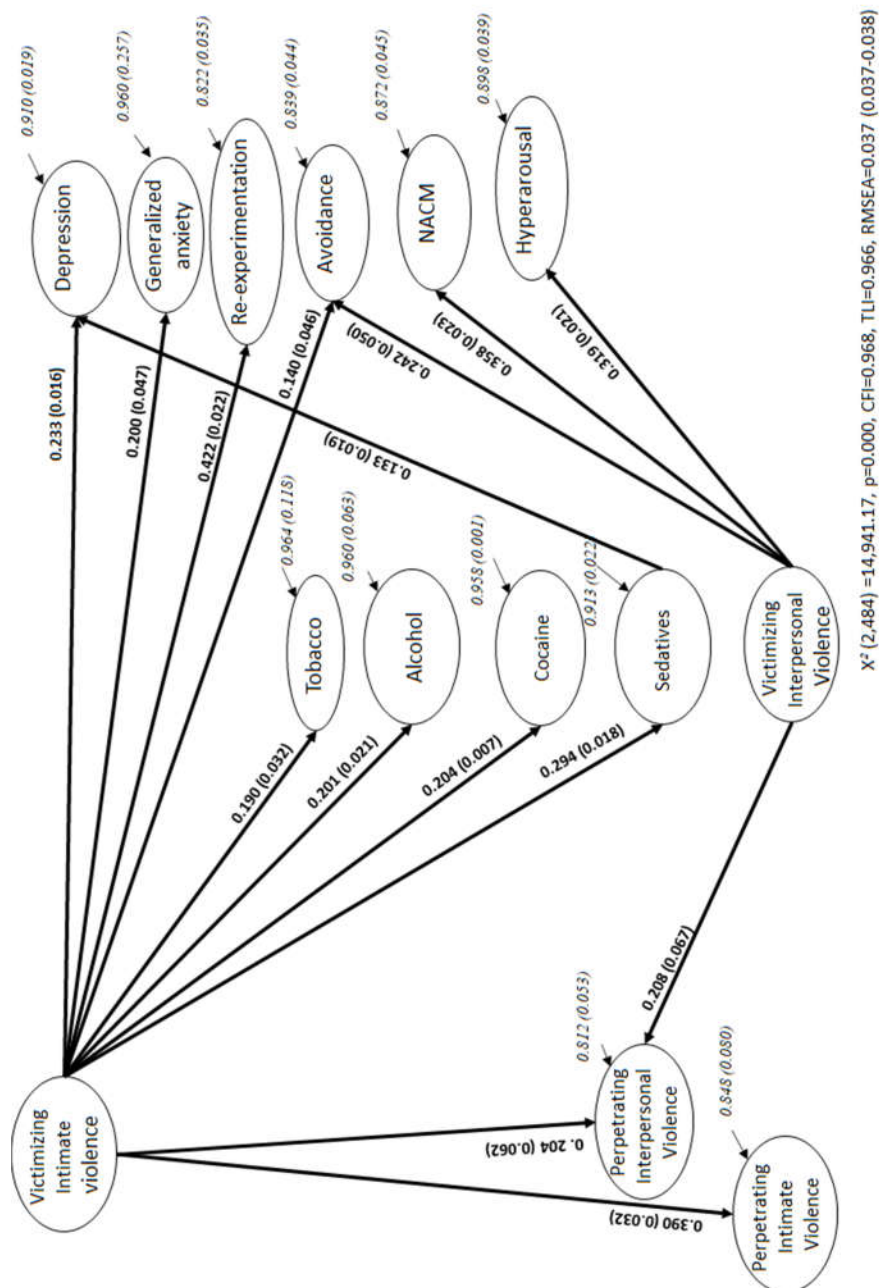 Victimizing
Intimate
violence
0.233 (0.016)
0.200 (0.047)
0.422 (0.022)
0.140 (0.046)
0.190 (0.032)
0.201 (0.021)
0.204 (0.007)
0.294 (0.018)
0. 204 (0.062)
0.390 (0.032)
Depression
0.910 (0.019)
Generalized
anxiety
0.960 (0.257)
Re-experimentation
0.822 (0.035)
Avoidance
0.839 (0.044)
NACM
0.872 (0.045)
Hyperarousal
0.898 (0.039)
Tobacco
0.964 (0.118)
Alcohol
0.960 (0.063)
Cocaine
0.958 (0.001)
Sedatives
0.913 (0.022
0.133 (0.019)
0.242 (0.050)
0.358 (0.023)
0.319 (0.021)
Victimizing
Interpersonal
Violence
0.208 (0.067)
Perpetrating
Interpersonal
Violence
0.812 (0.053)
Perpetrating
Intimate
Violence
0.848 (0.080)
X² (2,484) =14,941.17, p=0.000, CFI=0.968, TLI=0.966, RMSEA=0.037 (0.037-0.038)